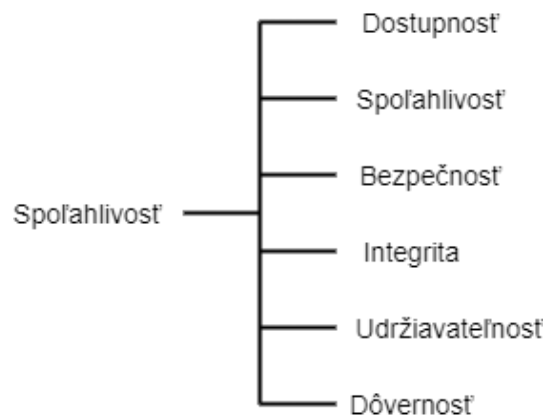 Dostupnosť
Spoľahlivosť
Bezpečnosť
Spoľahlivosť
Integrita
Udržiavateľnosť
Dôvernosť